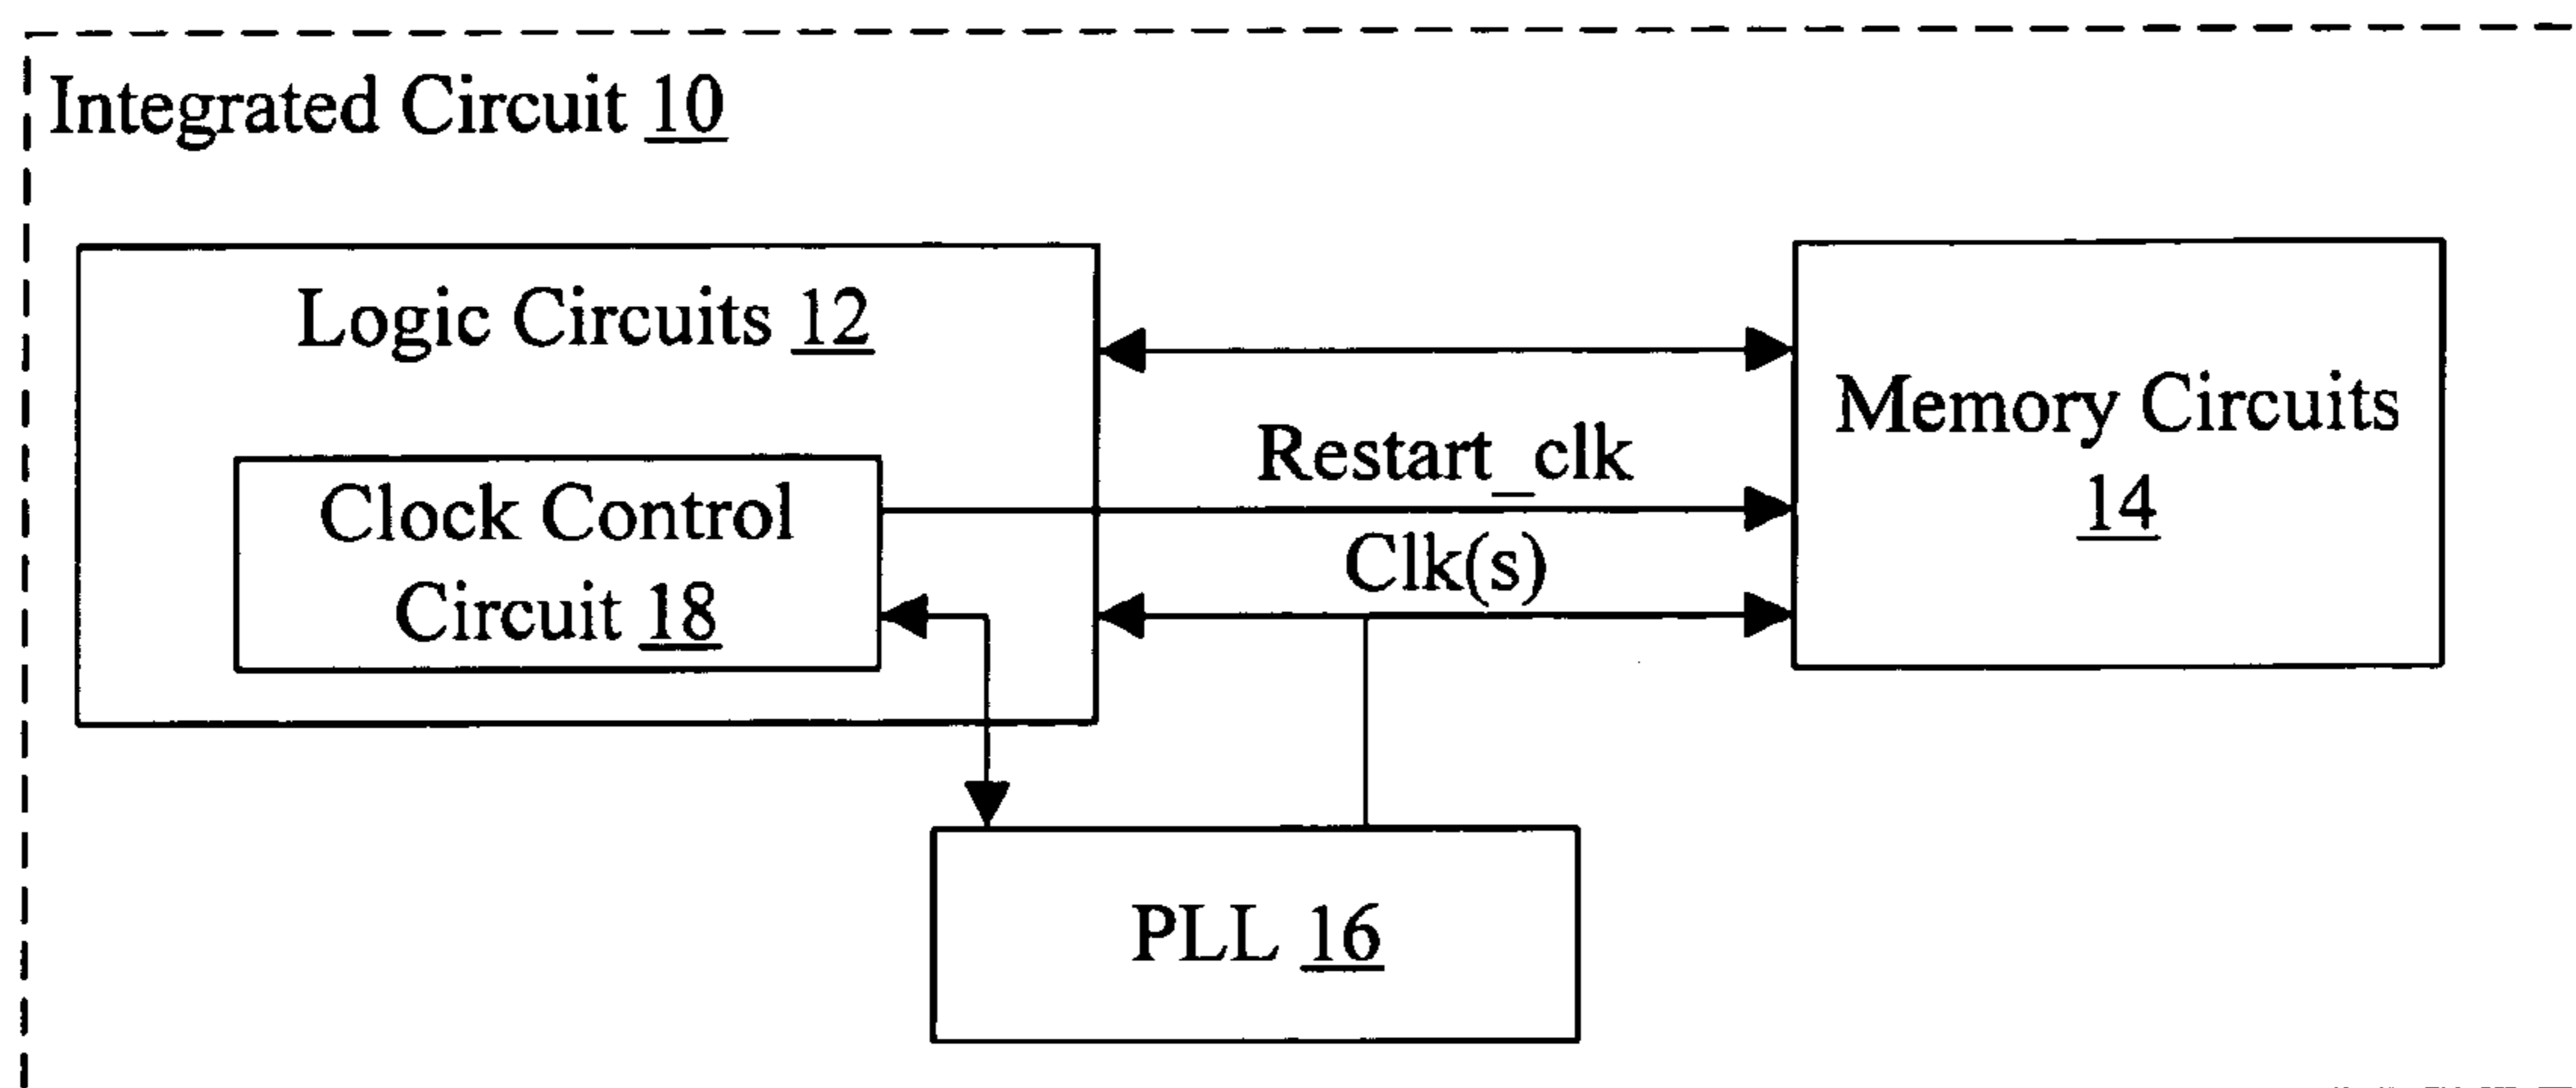 Integrated Circuit 10
Logic Circuits 12
Clock Control
Circuit 18
Restart_clk
Clk(s)
Memory Circuits
14
PLL 16